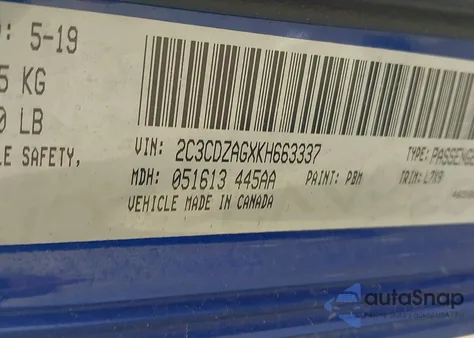 : 5-19
5 KG
0 LB
LE SAFETY,
VIN: 2C3CDZAGXKH663337
TYPE: PASSENGE
MDH: 051613 445AA
PAINT: PBM
TRIM: L7X9
VEHICLE MADE IN CANADA
autoSnap